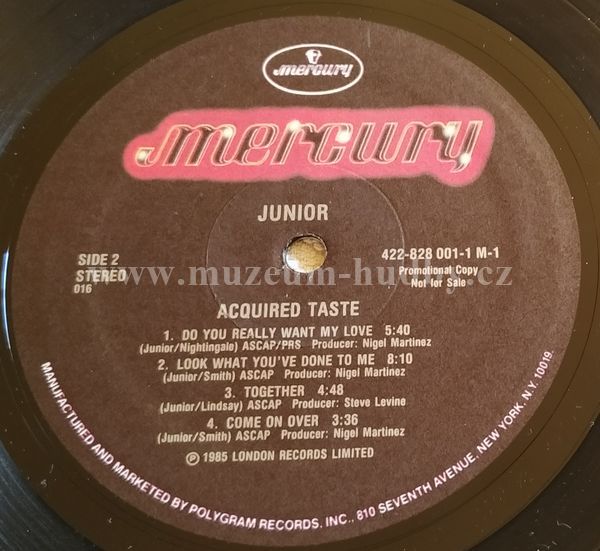 mercury
mercury
JUNIOR
SIDE 2
STEREO
016
422-828 001-1 M-1
Promotional Copy
Not for Sale
www.muzeum-hudby.cz
ACQUIRED TASTE
1. DO YOU REALLY WANT MY LOVE 5:40
(Junior/Nightingale) ASCAP/PRS Producer: Nigel Martinez
2. LOOK WHAT YOU'VE DONE TO ME 8:10
(Junior/Smith) ASCAP Producer: Nigel Martinez
3. TOGETHER 4:48
(Junior/Lindsay) ASCAP Producer: Steve Levine
4. COME ON OVER 3:36
(Junior/Smith) ASCAP Producer: Nigel Martinez
℗ 1985 LONDON RECORDS LIMITED
MANUFACTURED AND MARKETED BY POLYGRAM RECORDS, INC., 810 SEVENTH AVENUE, NEW YORK, N.Y. 10019.